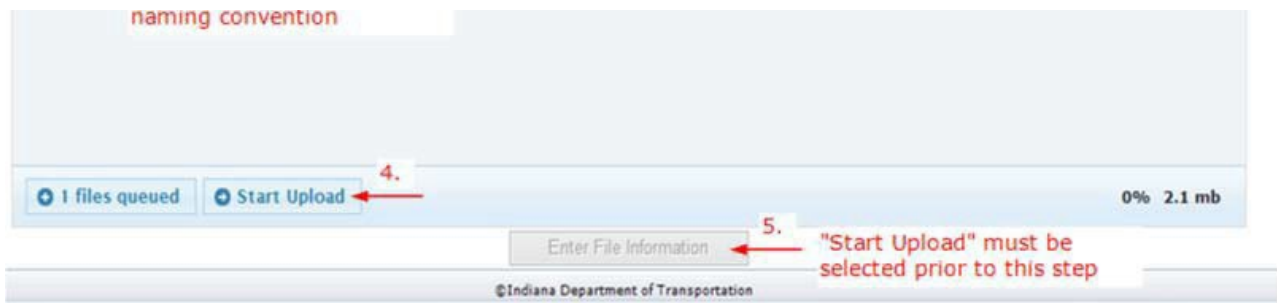 naming convention
4.
1 files queued
Start Upload
0% 2.1 mb
5.
Enter File Information
"Start Upload" must be
selected prior to this step
©Indiana Department of Transportation